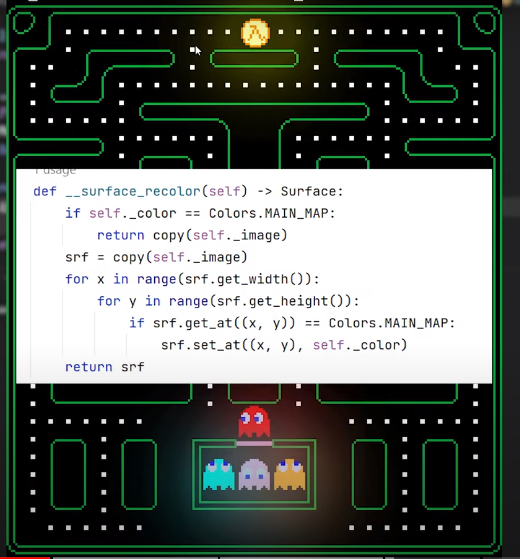 1 usage
def __surface_recolor(self) -> Surface:
if self._color == Colors.MAIN_MAP:
return copy(self._image)
srf = copy(self._image)
for x in range(srf.get_width()):
for y in range(srf.get_height()):
if srf.get_at((x, y)) == Colors.MAIN_MAP:
srf.set_at((x, y), self._color)
return srf